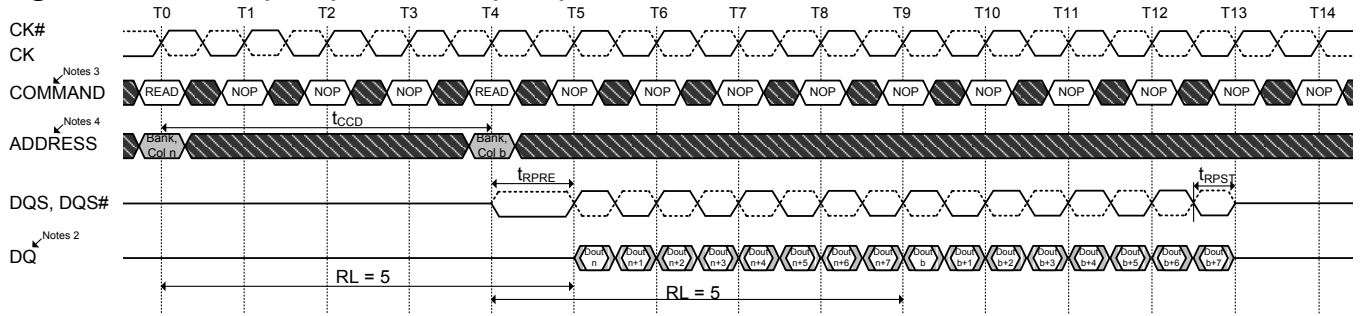 T0 T1 T2 T3 T4 T5 T6 T7 T8 T9 T10 T11 T12 T13 T14
CK#
CK
Notes 3
COMMAND READ NOP NOP NOP READ NOP NOP NOP NOP NOP NOP NOP NOP NOP NOP
tCCD
Notes 4
ADDRESS Bank, Col n Bank, Col b
tRPRE tRPST
DQS, DQS#
Notes 2
DQ Dout n Dout n+1 Dout n+2 Dout n+3 Dout n+4 Dout n+5 Dout n+6 Dout n+7 Dout b Dout b+1 Dout b+2 Dout b+3 Dout b+4 Dout b+5 Dout b+6 Dout b+7
RL = 5
RL = 5